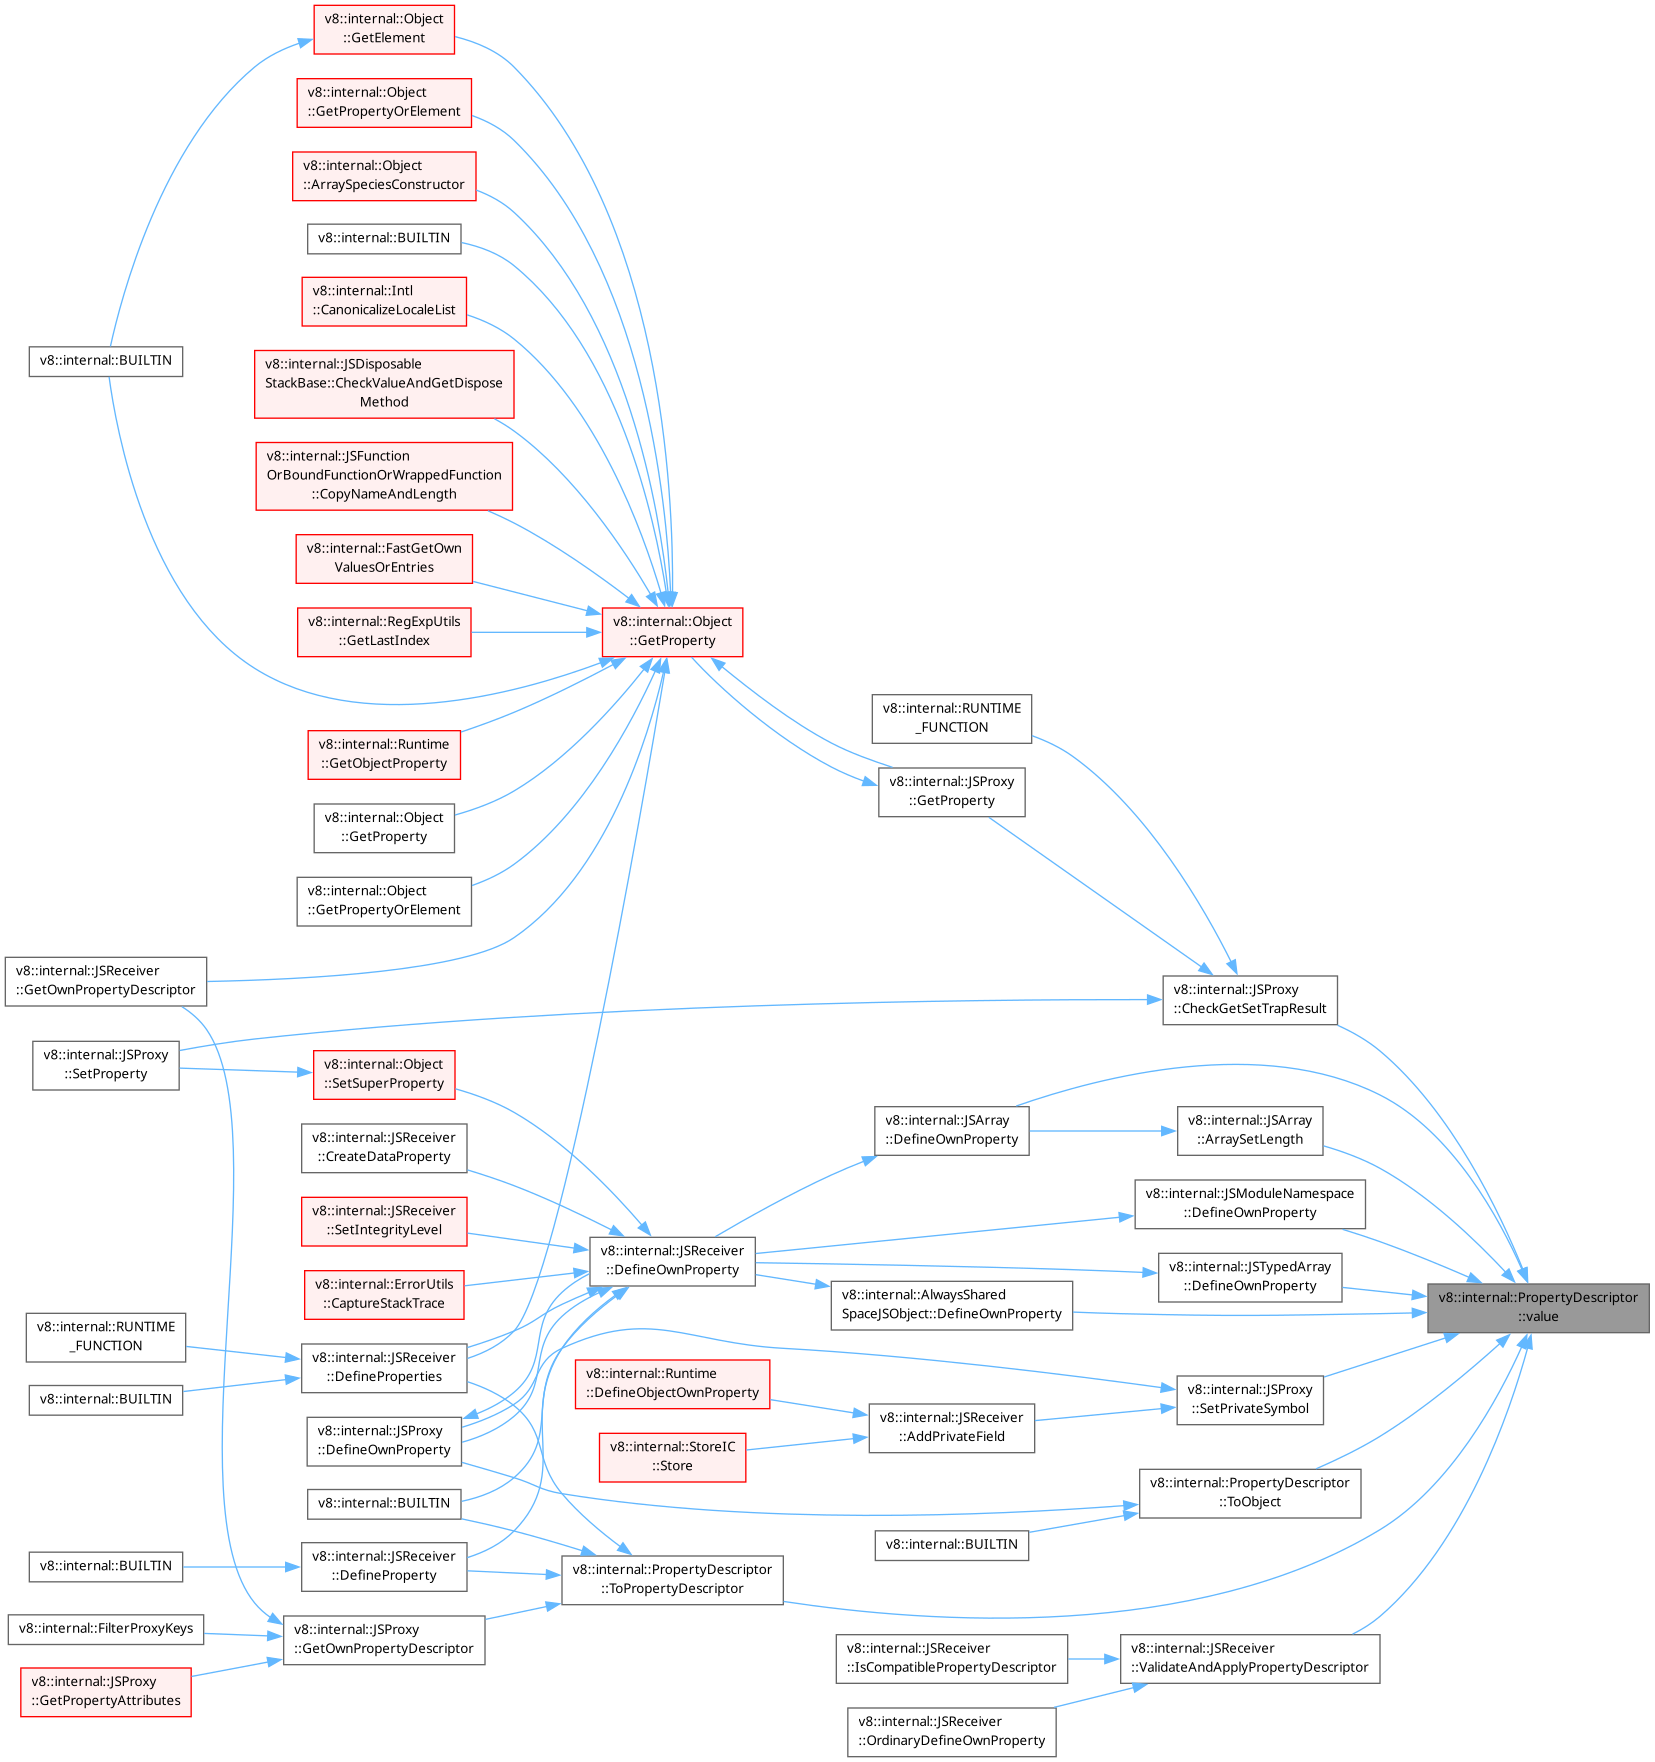 v8::internal::Object
::GetElement
v8::internal::Object
::GetPropertyOrElement
v8::internal::Object
::ArraySpeciesConstructor
v8::internal::BUILTIN
v8::internal::Intl
::CanonicalizeLocaleList
v8::internal::BUILTIN
v8::internal::JSDisposable
StackBase::CheckValueAndGetDispose
Method
v8::internal::JSFunction
OrBoundFunctionOrWrappedFunction
::CopyNameAndLength
v8::internal::FastGetOwn
ValuesOrEntries
v8::internal::RegExpUtils
::GetLastIndex
v8::internal::Object
::GetProperty
v8::internal::Runtime
::GetObjectProperty
v8::internal::RUNTIME
_FUNCTION
v8::internal::JSProxy
::GetProperty
v8::internal::Object
::GetProperty
v8::internal::Object
::GetPropertyOrElement
v8::internal::JSReceiver
::GetOwnPropertyDescriptor
v8::internal::JSProxy
::CheckGetSetTrapResult
v8::internal::JSProxy
::SetProperty
v8::internal::Object
::SetSuperProperty
v8::internal::JSArray
::DefineOwnProperty
v8::internal::JSArray
::ArraySetLength
v8::internal::JSReceiver
::CreateDataProperty
v8::internal::JSReceiver
::SetIntegrityLevel
v8::internal::JSModuleNamespace
::DefineOwnProperty
v8::internal::JSReceiver
::DefineOwnProperty
v8::internal::JSTypedArray
::DefineOwnProperty
v8::internal::ErrorUtils
::CaptureStackTrace
v8::internal::AlwaysShared
SpaceJSObject::DefineOwnProperty
v8::internal::PropertyDescriptor
::value
v8::internal::RUNTIME
_FUNCTION
v8::internal::JSReceiver
::DefineProperties
v8::internal::BUILTIN
v8::internal::Runtime
::DefineObjectOwnProperty
v8::internal::JSProxy
::SetPrivateSymbol
v8::internal::JSProxy
::DefineOwnProperty
v8::internal::JSReceiver
::AddPrivateField
v8::internal::StoreIC
::Store
v8::internal::PropertyDescriptor
::ToObject
v8::internal::BUILTIN
v8::internal::BUILTIN
v8::internal::BUILTIN
v8::internal::JSReceiver
::DefineProperty
v8::internal::PropertyDescriptor
::ToPropertyDescriptor
v8::internal::FilterProxyKeys
v8::internal::JSProxy
::GetOwnPropertyDescriptor
v8::internal::JSReceiver
::IsCompatiblePropertyDescriptor
v8::internal::JSReceiver
::ValidateAndApplyPropertyDescriptor
v8::internal::JSProxy
::GetPropertyAttributes
v8::internal::JSReceiver
::OrdinaryDefineOwnProperty